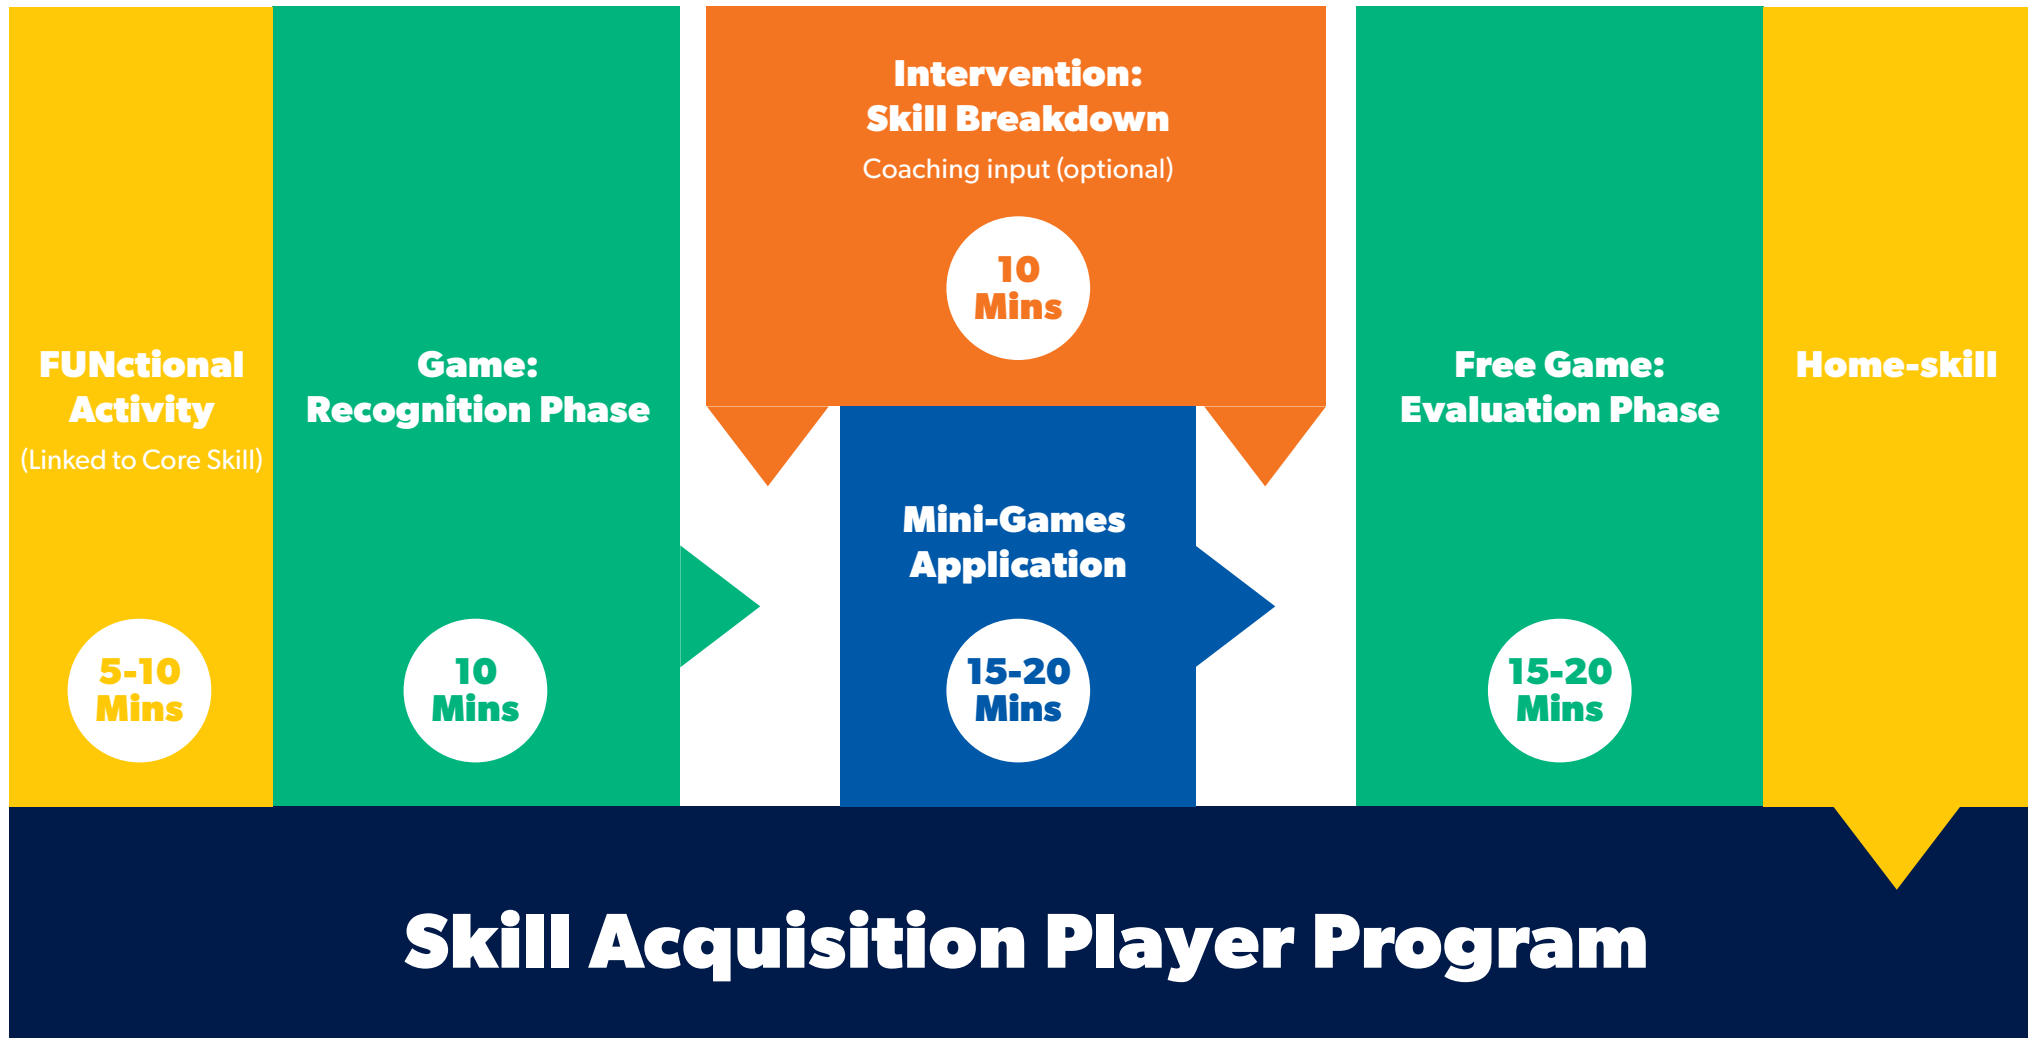 FUNctional
Activity
(Linked to Core Skill)
5-10
Mins
Game:
Recognition Phase
10
Mins
Intervention:
Skill Breakdown
Coaching input (optional)
10
Mins
Mini-Games
Application
15-20
Mins
Free Game:
Evaluation Phase
15-20
Mins
Home-skill
Skill Acquisition Player Program